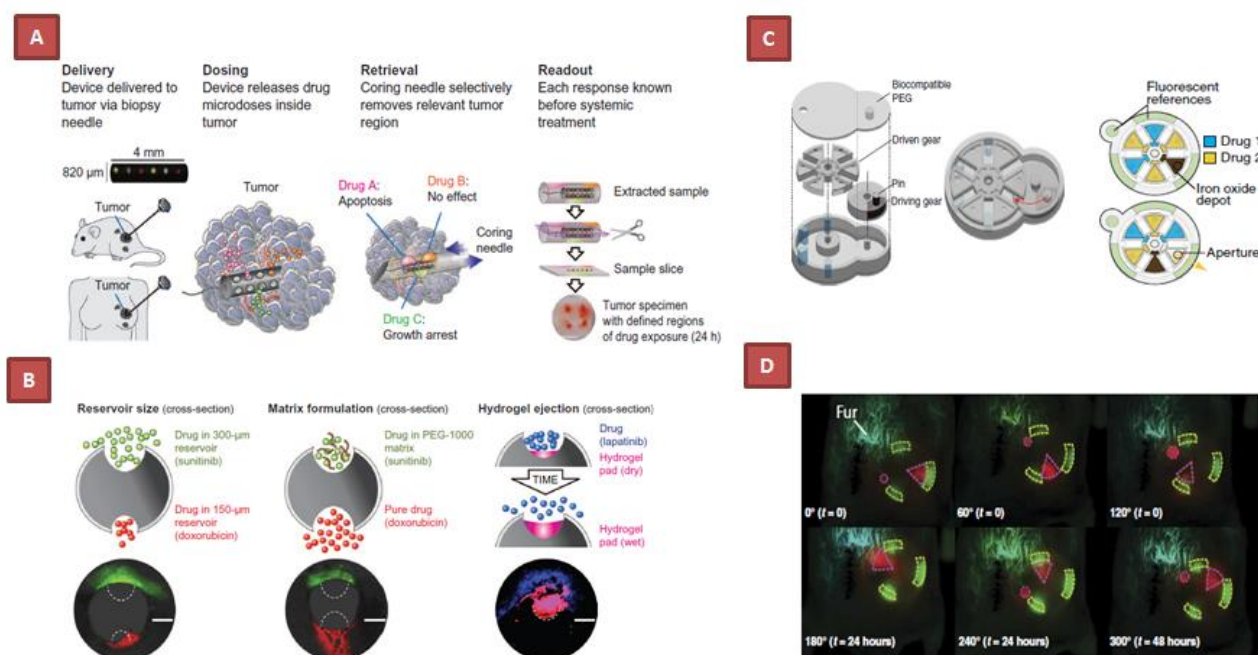 A
Delivery
Device delivered to
tumor via biopsy
needle
Dosing
Device releases drug
microdoses inside
tumor
Retrieval
Coring needle selectively
removes relevant tumor
region
Readout
Each response known
before systemic
treatment
4 mm
820 µm
Tumor
Tumor
Tumor
Drug A:
Apoptosis
Drug B:
No effect
Coring
needle
Drug C:
Growth arrest
Extracted sample
Sample slice
Tumor specimen
with defined regions
of drug exposure (24 h)
B
Reservoir size (cross-section)
Drug in 300-µm
reservoir
(sunitinib)
Drug in 150-µm
reservoir
(doxorubicin)
Matrix formulation (cross-section)
Drug in PEG-1000
matrix
(sunitinib)
Pure drug
(doxorubicin)
Hydrogel ejection (cross-section)
Drug
(lapatinib)
Hydrogel
pad (dry)
TIME
Hydrogel
pad (wet)
C
Biocompatible
PEG
Driven gear
Pin
Driving gear
Fluorescent
references
Drug 1
Drug 2
Iron oxide
depot
Aperture
D
Fur
0° (t = 0)
60° (t = 0)
120° (t = 0)
180° (t = 24 hours)
240° (t = 24 hours)
300° (t = 48 hours)